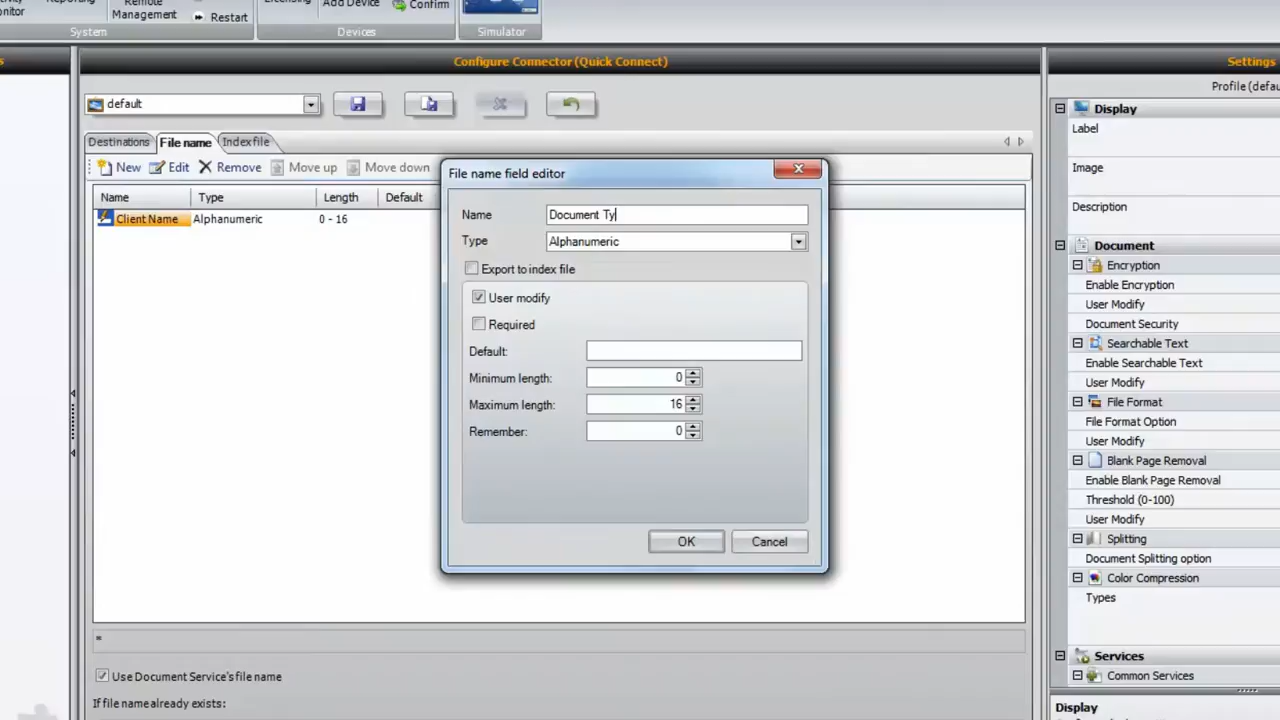 Reporting
Remote
Management
Restart
System
Licensing
Add Device
Confirm
Devices
Simulator
Configure Connector (Quick Connect)
Settings
default
Profile (defau
Destinations
File name
Index file
New
Edit
Remove
Move up
Move down
Name
Type
Length
Default
Client Name
Alphanumeric
0 - 16
File name field editor
Name
Document Ty
Type
Alphanumeric
Export to index file
User modify
Required
Default:
Minimum length:
0
Maximum length:
16
Remember:
0
OK
Cancel
*
Use Document Service's file name
If file name already exists:
Display
Label
Image
Description
Document
Encryption
Enable Encryption
User Modify
Document Security
Searchable Text
Enable Searchable Text
User Modify
File Format
File Format Option
User Modify
Blank Page Removal
Enable Blank Page Removal
Threshold (0-100)
User Modify
Splitting
Document Splitting option
Color Compression
Types
Services
Common Services
Display